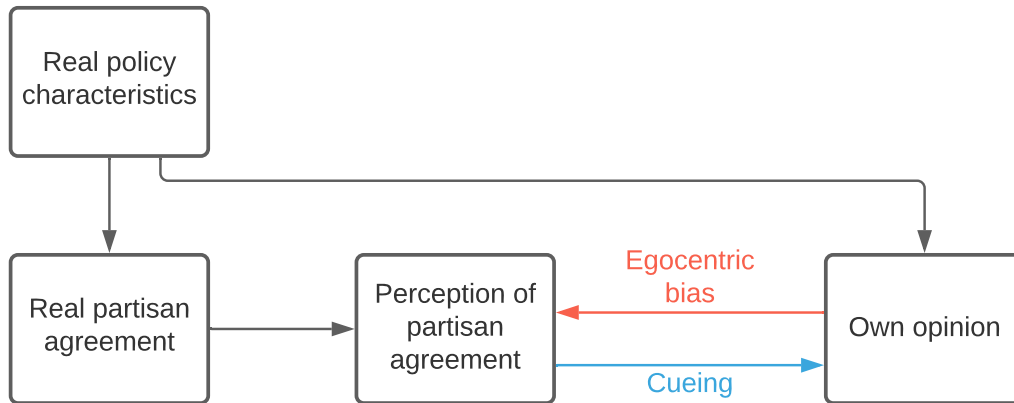 Real policy
characteristics
Real partisan
agreement
Perception of
partisan
agreement
Egocentric
bias
Cueing
Own opinion